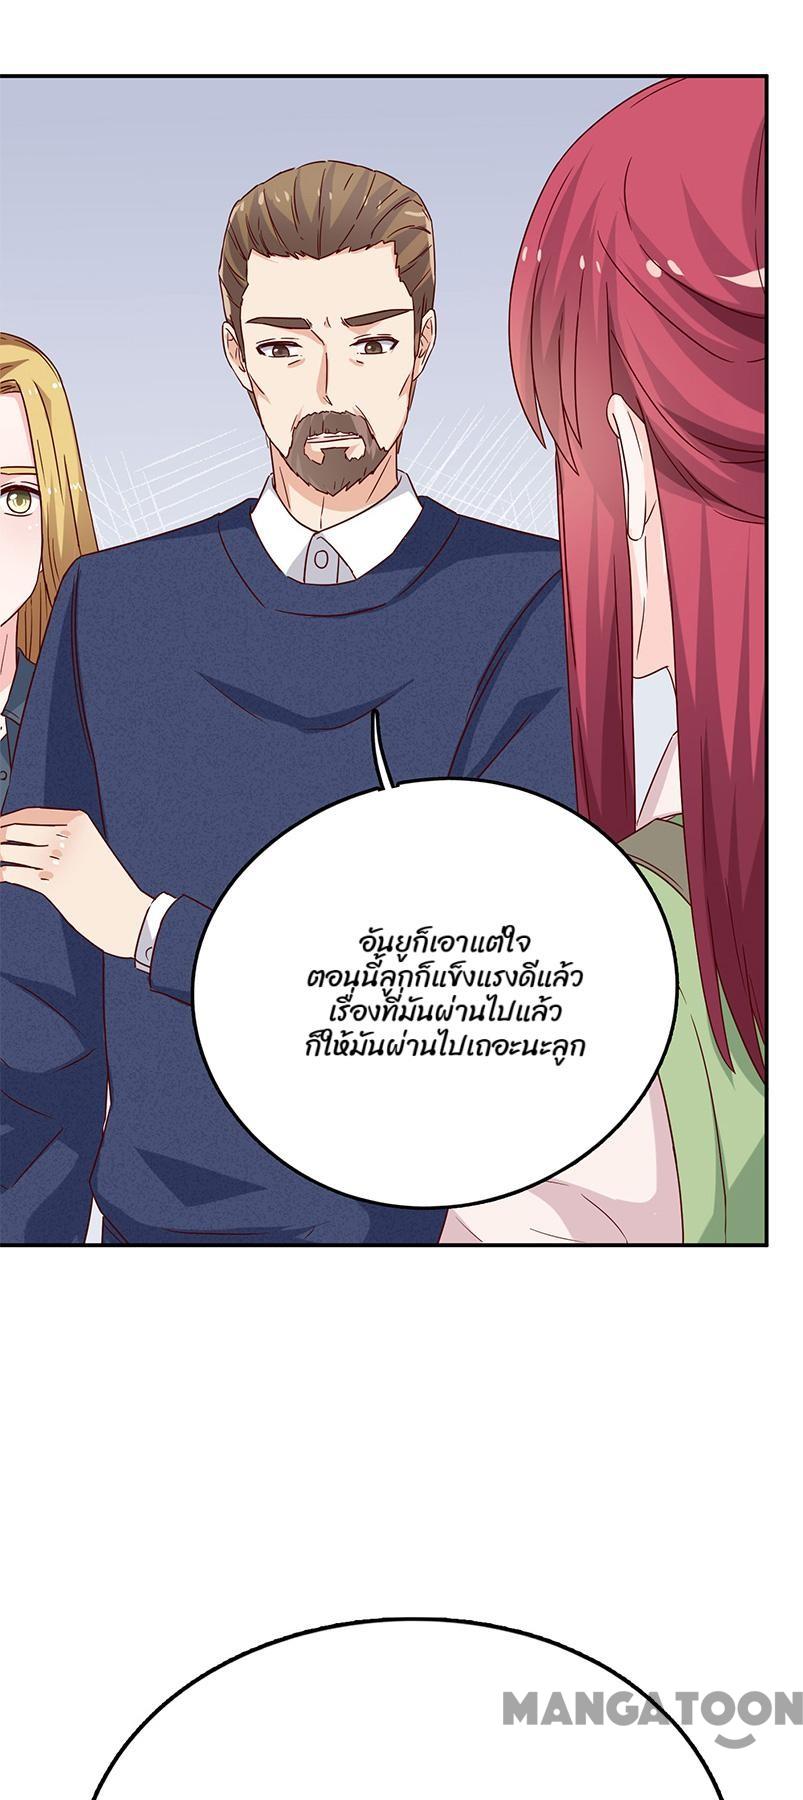 อันยูก็เอาแต่ใจ
ตอนนี้ลูกก็แข็งแรงดีแล้ว
เรื่องที่มันผ่านไปแล้ว
ก็ให้มันผ่านไปเถอะนะลูก
MANGATOON